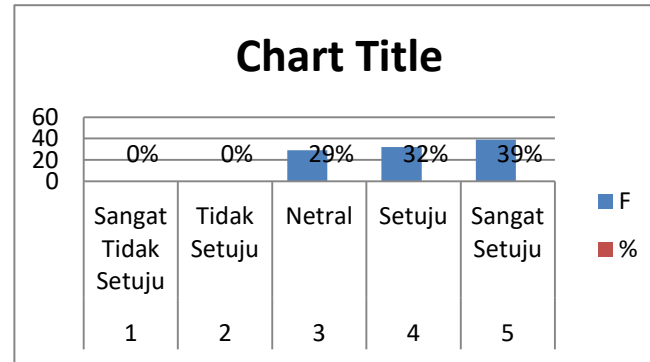 Chart Title
60
40
20
0
0% 0% 29% 32% 39%
Sangat Tidak Setuju
Tidak Setuju
Netral
Setuju
Sangat Setuju
1 2 3 4 5
F
%